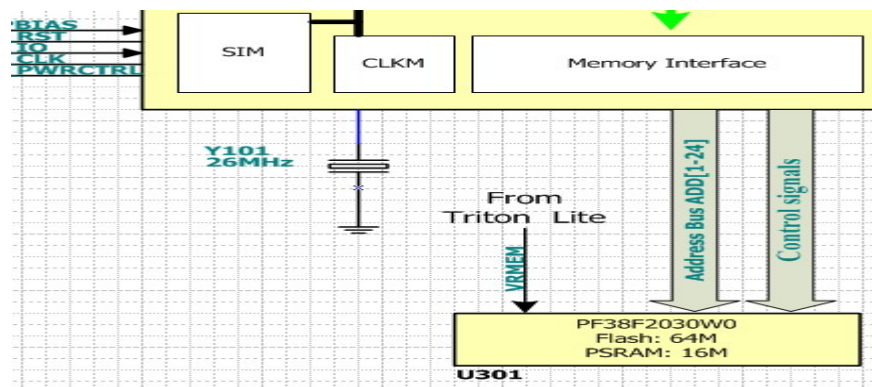 PBIAS
RST
IO
CLK
PWRCTRL
SIM
CLKM
Memory Interface
Y101
26MHz
From
Triton Lite
VRMEM
Address Bus ADD[1-24]
Control signals
PF38F2030W0
Flash: 64M
PSRAM: 16M
U301